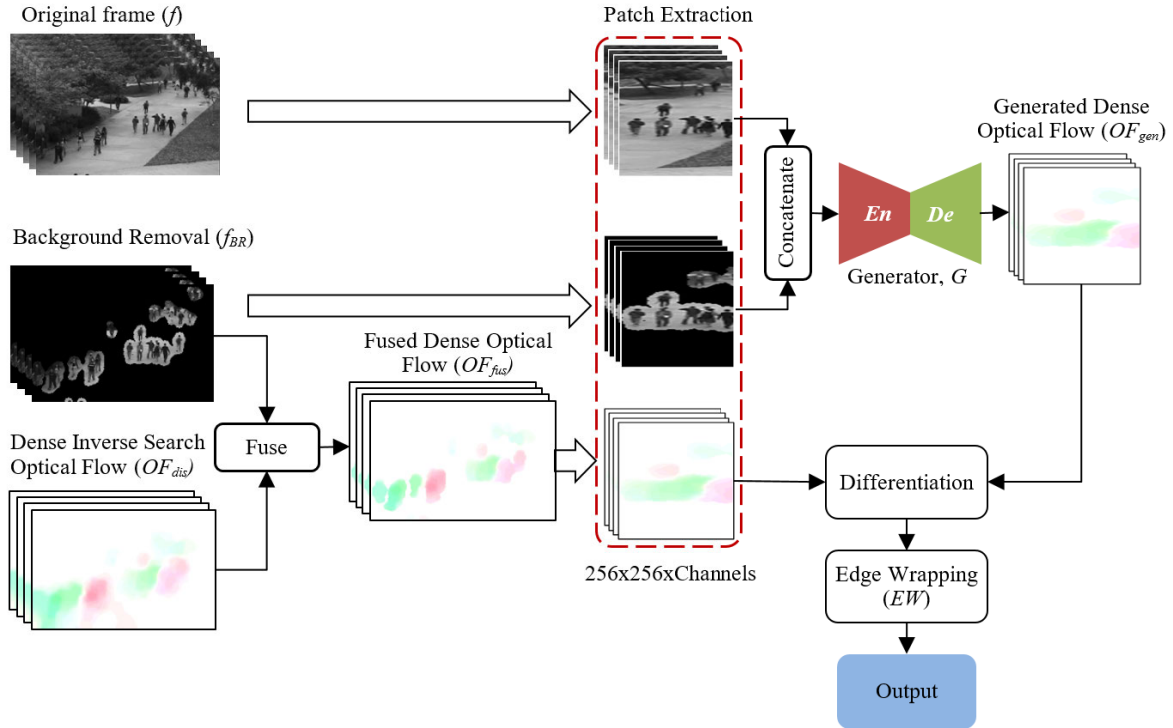 Original frame (f)
Patch Extraction
Generated Dense
Optical Flow (OFgen)
Concatenate
En
De
Generator, G
Background Removal (fBR)
Fused Dense Optical
Flow (OFfus)
Dense Inverse Search
Optical Flow (OFdis)
Fuse
Differentiation
256x256xChannels
Edge Wrapping
(EW)
Output